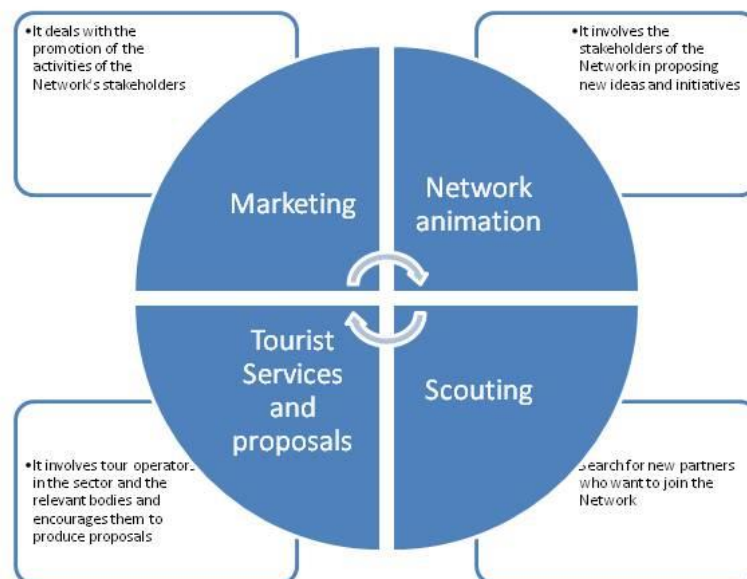 •It deals with the
promotion of the
activities of the
Network's stakeholders
•It involves the
stakeholders of the
Network in proposing
new ideas and initiatives
Marketing
Network
animation
Tourist
Services
and
proposals
Scouting
•It involves tour operators
in the sector and the
relevant bodies and
encourages them to
produce proposals
Search for new partners
who want to join the
Network